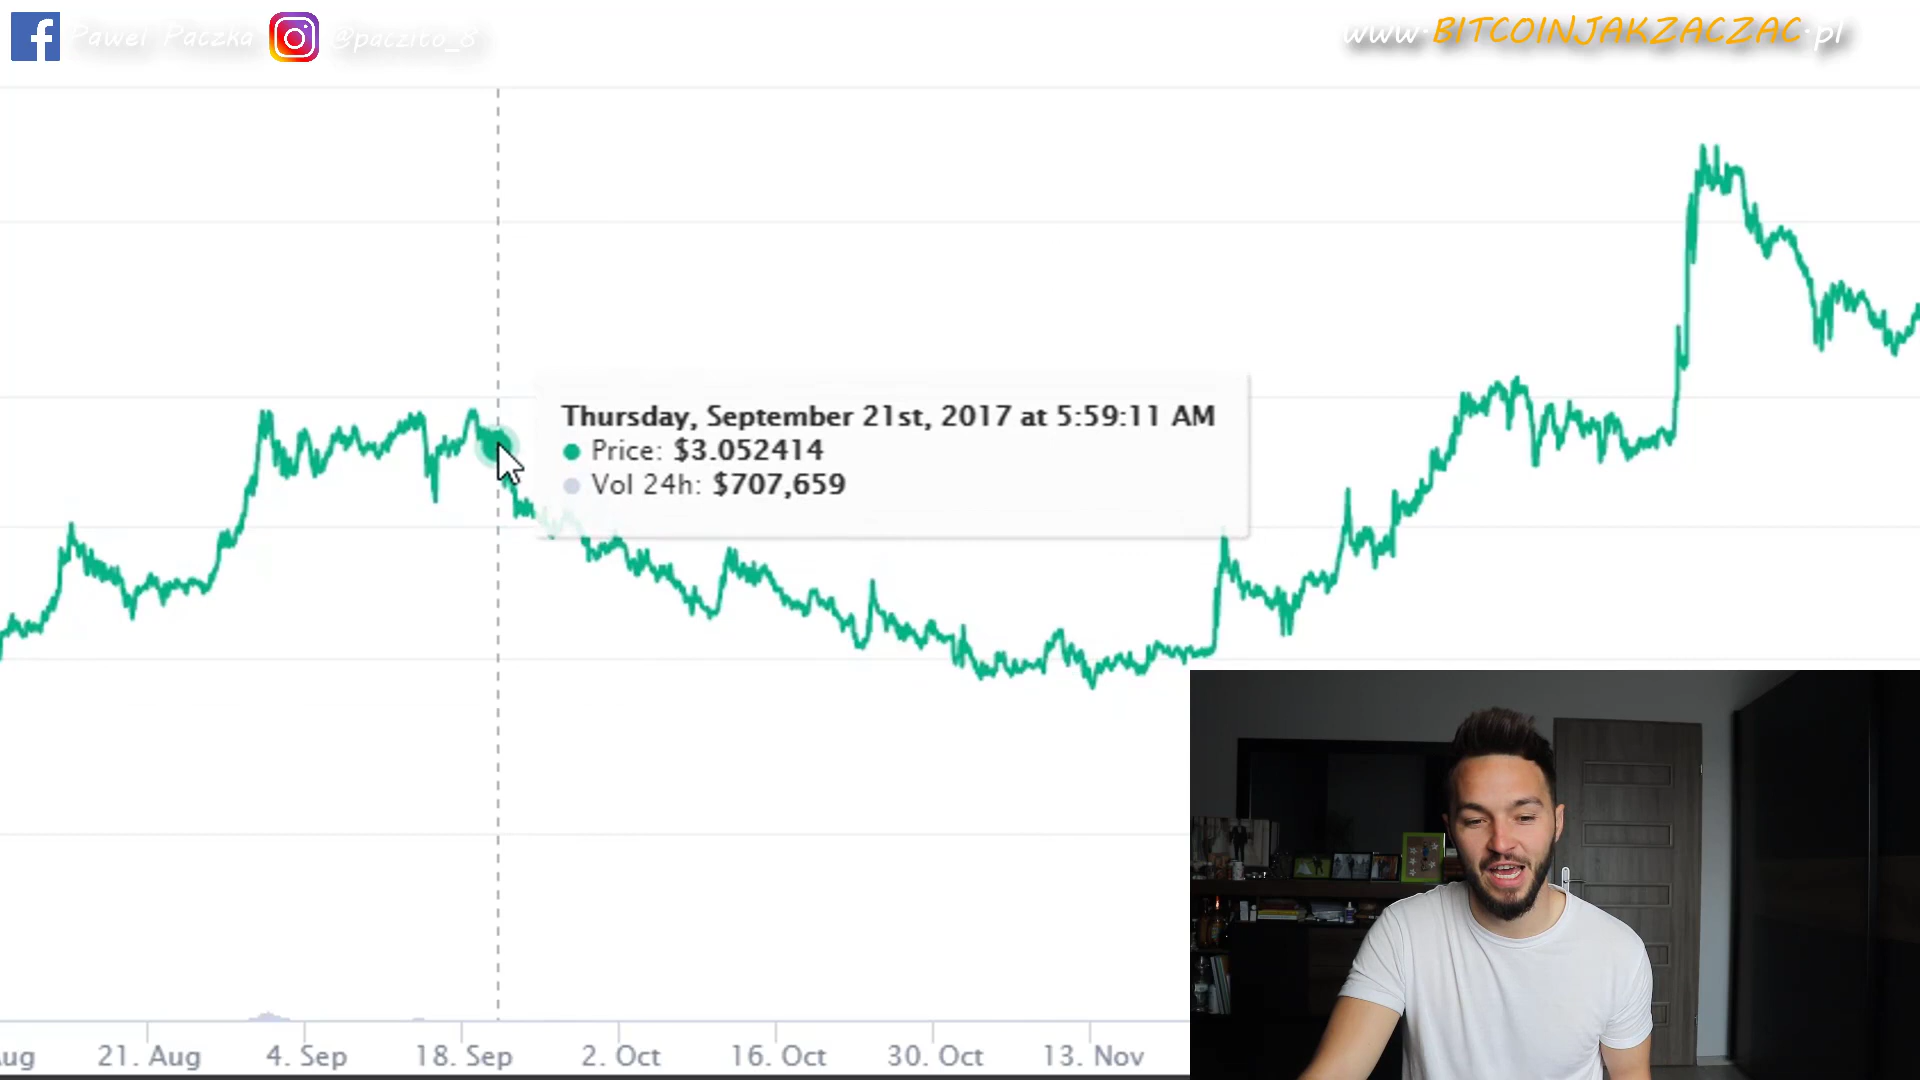 Paweł Paczka @paczito_8
www.BITCOINJAKZACZAC.pl
Thursday, September 21st, 2017 at 5:59:11 AM
Price: $3.052414
Vol 24h: $707,659
21. Aug 4. Sep 18. Sep 2. Oct 16. Oct 30. Oct 13. Nov